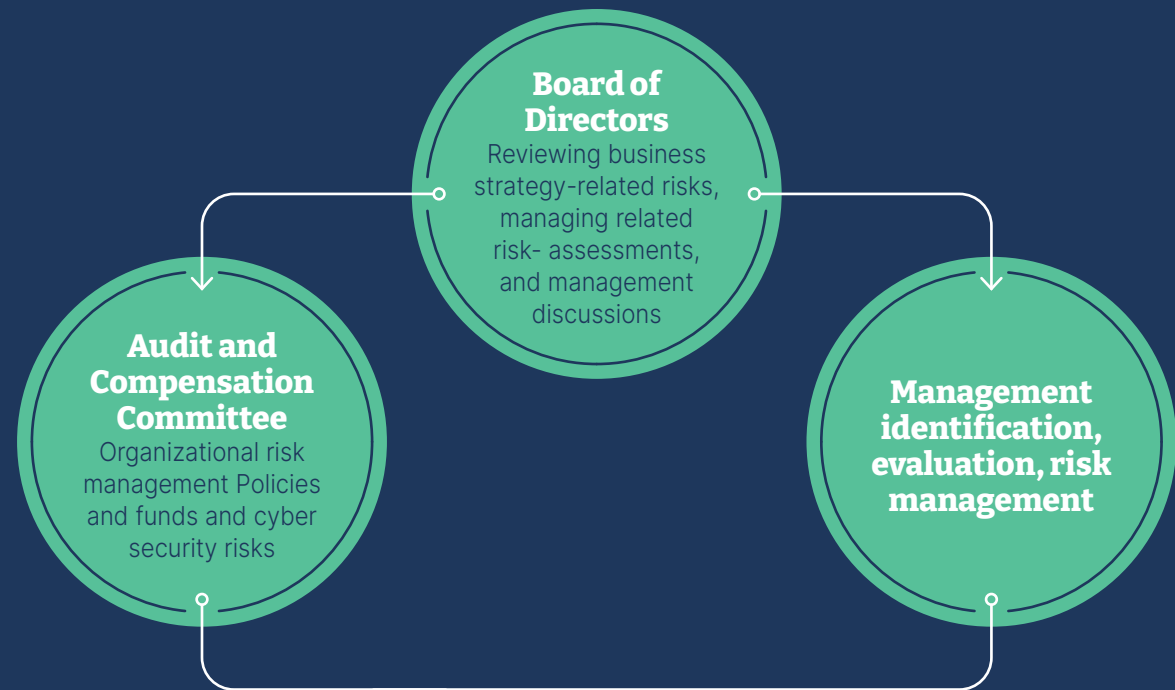 Board of
Directors
Reviewing business
strategy-related risks,
managing related
risk- assessments,
and management
discussions
Audit and
Compensation
Committee
Organizational risk
management Policies
and funds and cyber
security risks
Management
identification,
evaluation, risk
management